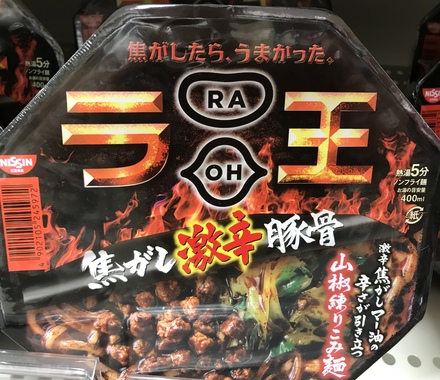 焦がしたら、うまかった。
ラ王
RA
OH
NISSIN
熱湯5分
ノンフライ麺
お湯の目安量
400ml
紙
焦がし激辛豚骨
激辛焦がしマー油の
辛さが引き立つ
山椒練りこみ麺
4902105245972